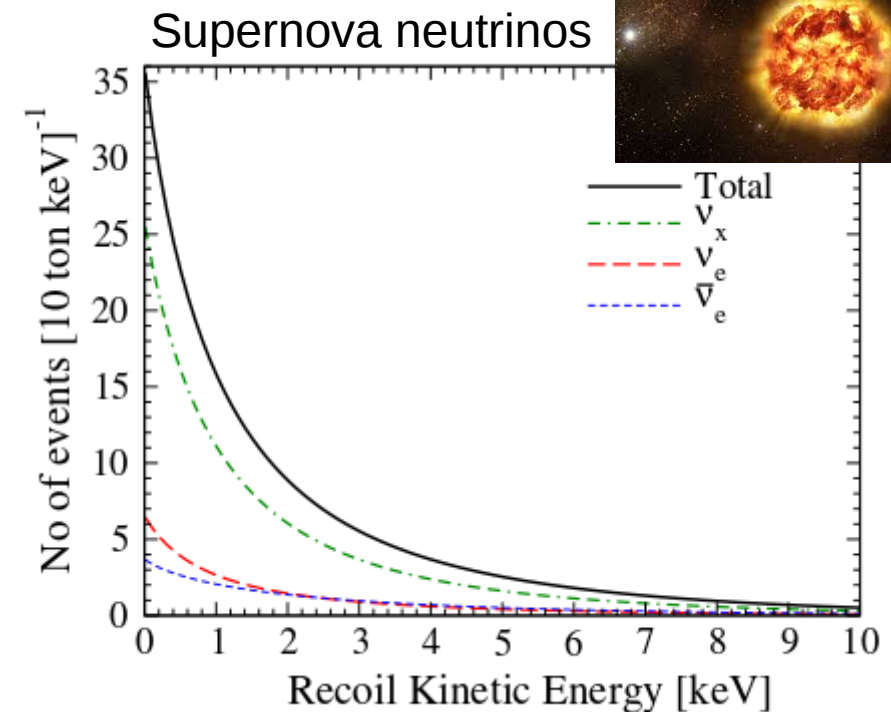 Supernova neutrinos
No of events [10 ton keV]⁻¹
35
30
25
20
15
10
5
0
Total
νₓ
νₑ
ν̄ₑ
0 1 2 3 4 5 6 7 8 9 10
Recoil Kinetic Energy [keV]